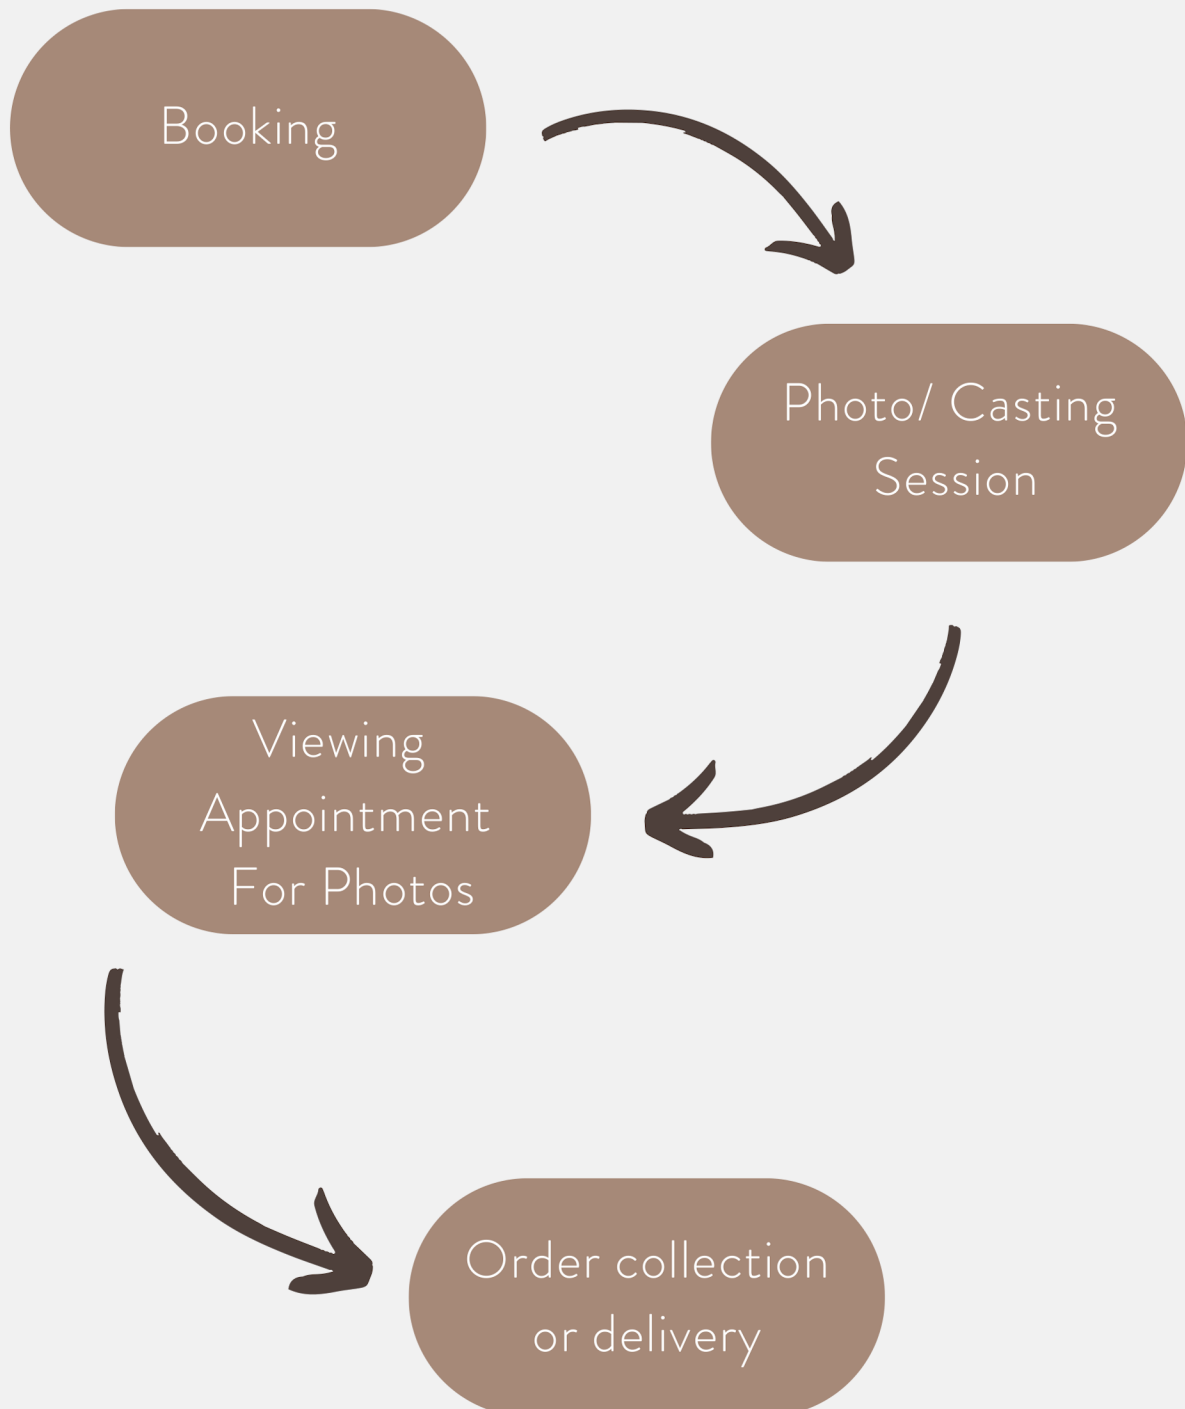 Booking
Photo/ Casting
Session
Viewing
Appointment
For Photos
Order collection
or delivery